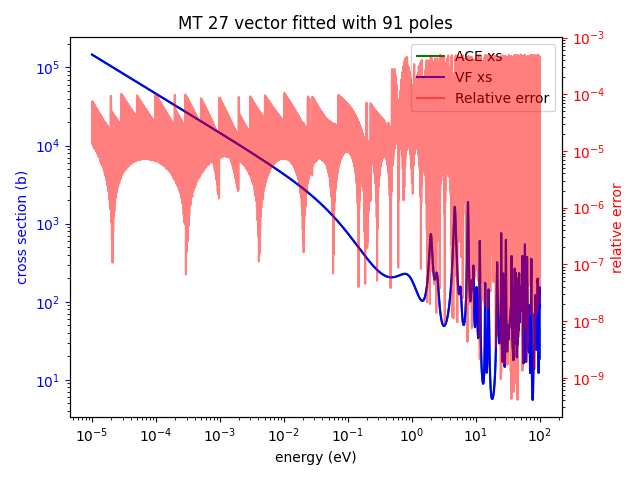 MT 27 vector fitted with 91 poles
ACE xs
VF xs
Relative error
cross section (b)
10^5
10^4
10^3
10^2
10^1
10^-3
10^-4
10^-5
10^-6
10^-7
10^-8
10^-9
relative error
10^-5 10^-4 10^-3 10^-2 10^-1 10^0 10^1 10^2
energy (eV)